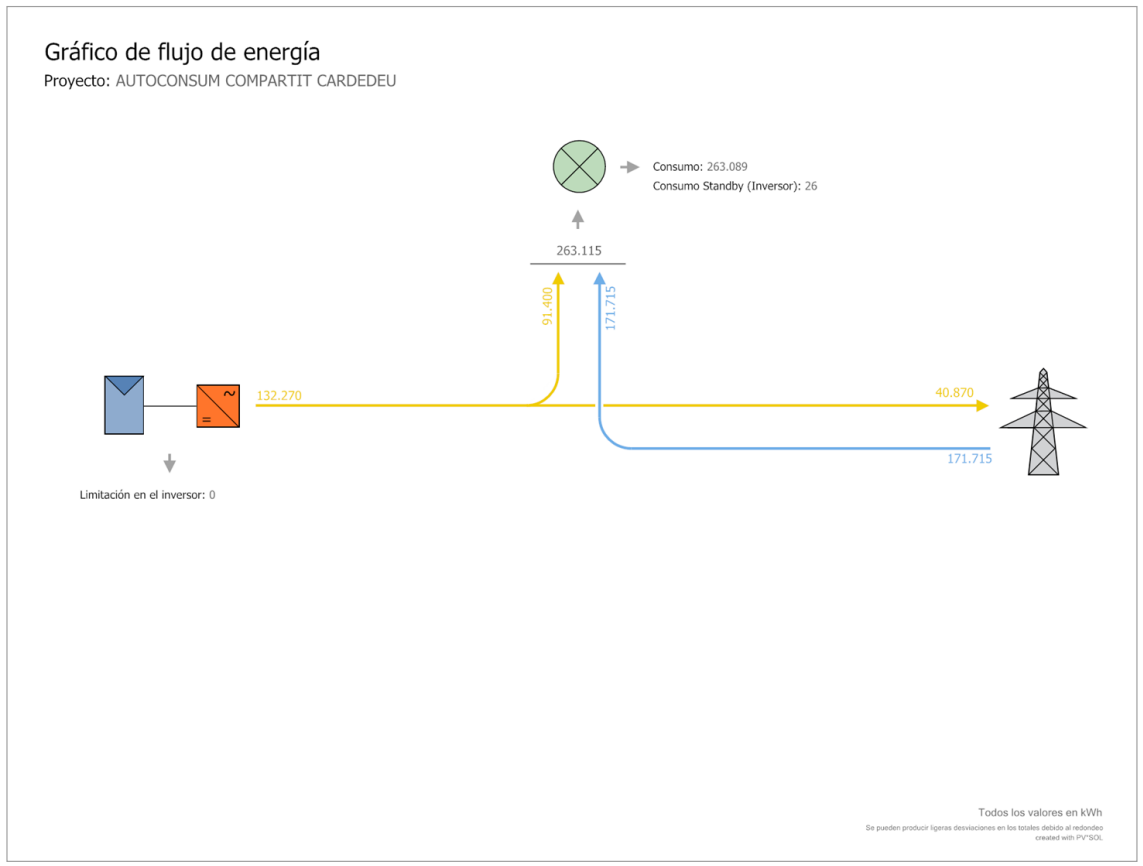 Gráfico de flujo de energía
Proyecto: AUTOCONSUM COMPARTIT CARDEDEU
Consumo: 263.089
Consumo Standby (Inversor): 26
263.115
91.400
171.715
132.270
40.870
171.715
Limitación en el inversor: 0
Todos los valores en kWh
Se pueden producir ligeras desviaciones en los totales debido al redondeo
created with PV*SOL